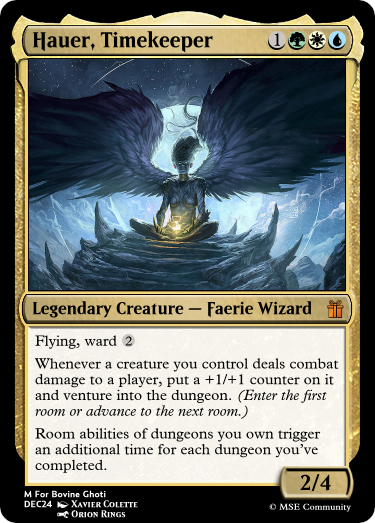 Hauer, Timekeeper 1
Legendary Creature — Faerie Wizard
Flying, ward 2
Whenever a creature you control deals combat
damage to a player, put a +1/+1 counter on it
and venture into the dungeon. (Enter the first
room or advance to the next room.)
Room abilities of dungeons you own trigger
an additional time for each dungeon you’ve
completed.
2/4
M For Bovine Ghoti
DEC24 Xavier Colette
Orion Rings
© MSE Community